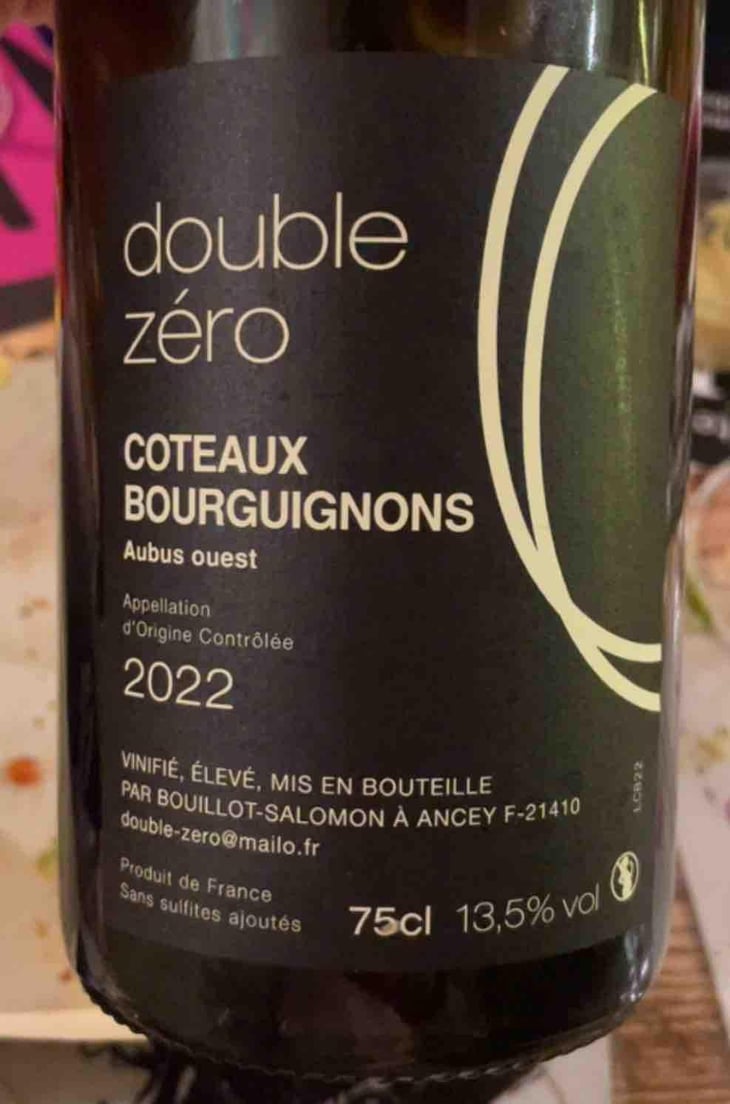 double
zéro
COTEAUX
BOURGUIGNONS
Aubus ouest
Appellation
d'Origine Contrôlée
2022
VINIFIÉ, ÉLEVÉ, MIS EN BOUTEILLE
PAR BOUILLOT-SALOMON À ANCEY F-21410
double-zero@mailo.fr
Produit de France
Sans sulfites ajoutés
75cl 13,5% vol
LCB22